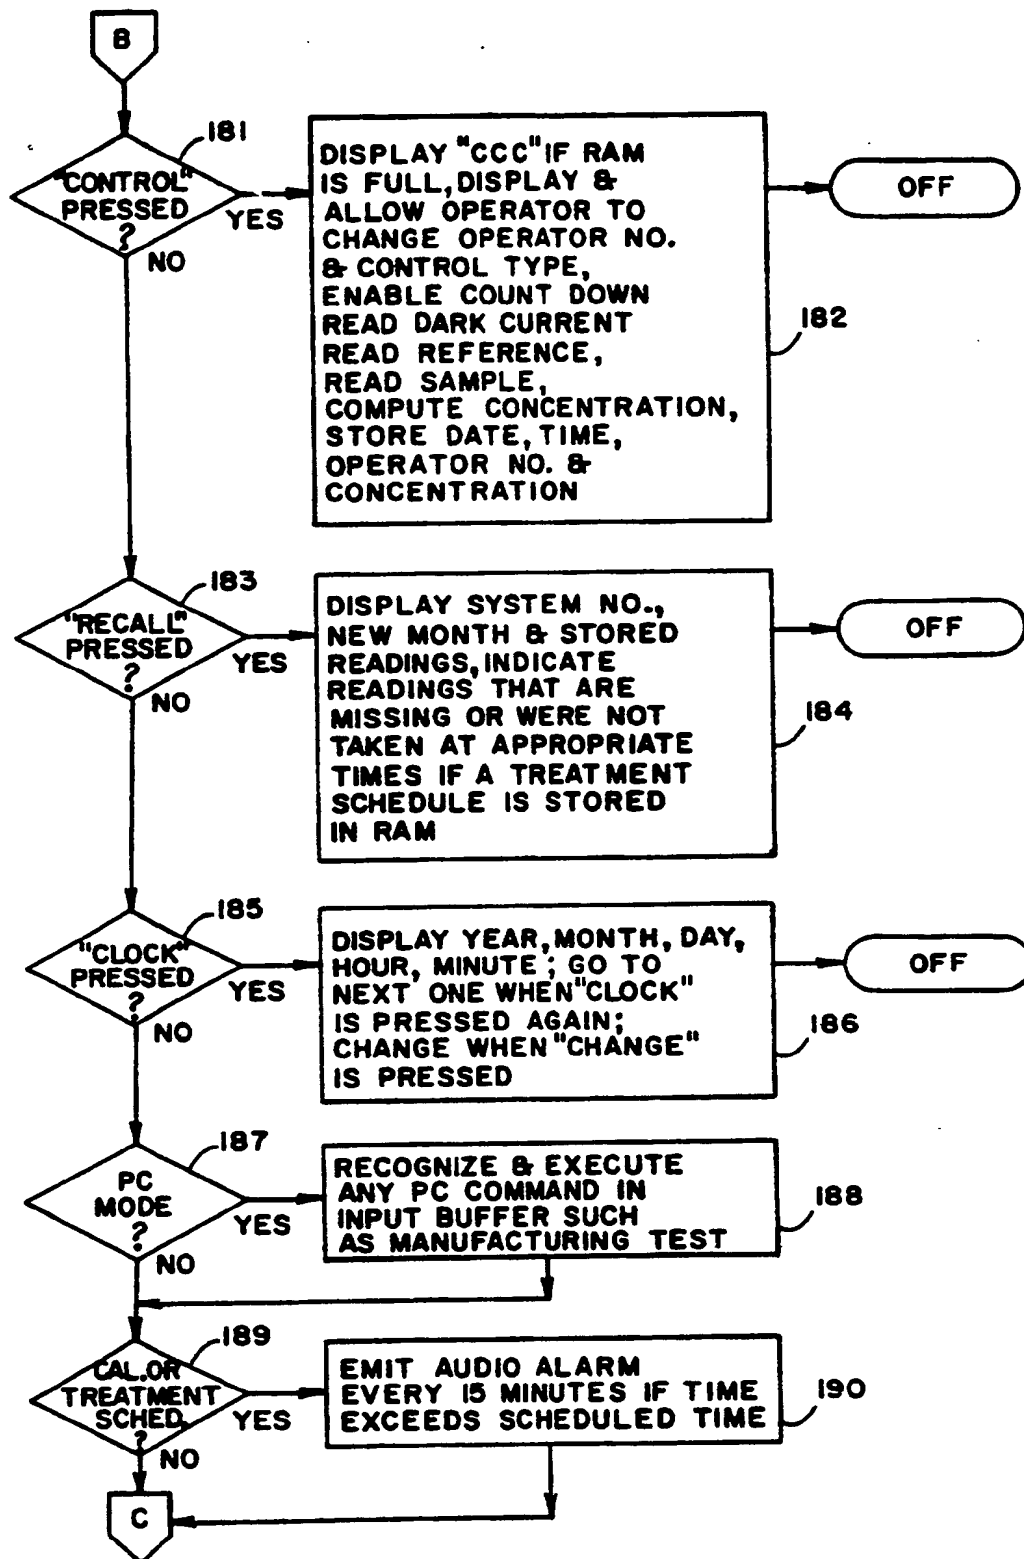 B
181
"CONTROL"
PRESSED
?
YES
NO
DISPLAY "CCC" IF RAM
IS FULL, DISPLAY &
ALLOW OPERATOR TO
CHANGE OPERATOR NO.
& CONTROL TYPE,
ENABLE COUNT DOWN
READ DARK CURRENT
READ REFERENCE,
READ SAMPLE,
COMPUTE CONCENTRATION,
STORE DATE, TIME,
OPERATOR NO. &
CONCENTRATION
182
OFF
183
"RECALL"
PRESSED
?
YES
NO
DISPLAY SYSTEM NO.,
NEW MONTH & STORED
READINGS, INDICATE
READINGS THAT ARE
MISSING OR WERE NOT
TAKEN AT APPROPRIATE
TIMES IF A TREATMENT
SCHEDULE IS STORED
IN RAM
184
OFF
185
"CLOCK"
PRESSED
?
YES
NO
DISPLAY YEAR, MONTH, DAY,
HOUR, MINUTE; GO TO
NEXT ONE WHEN "CLOCK"
IS PRESSED AGAIN;
CHANGE WHEN "CHANGE"
IS PRESSED
186
OFF
187
PC
MODE
?
YES
NO
RECOGNIZE & EXECUTE
ANY PC COMMAND IN
INPUT BUFFER SUCH
AS MANUFACTURING TEST
188
189
CAL. OR
TREATMENT
SCHED.
?
YES
NO
EMIT AUDIO ALARM
EVERY 15 MINUTES IF TIME
EXCEEDS SCHEDULED TIME
190
C